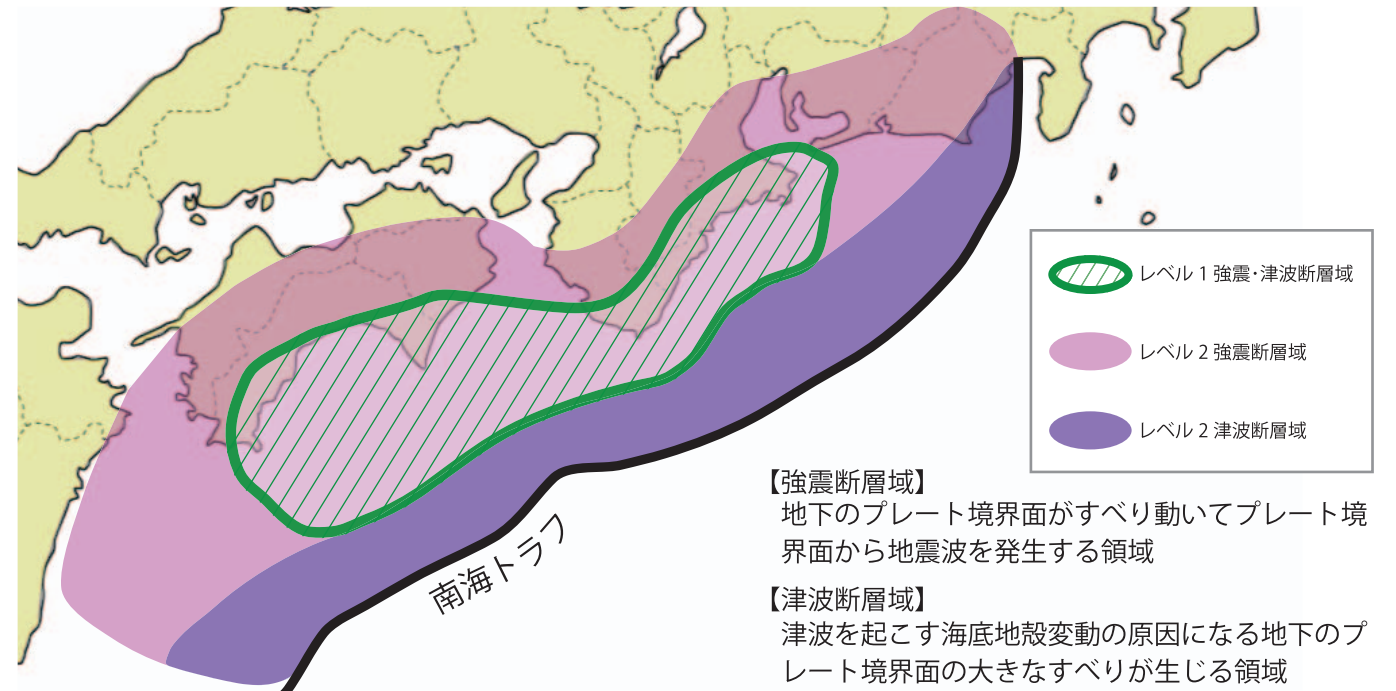 レベル1強震・津波断層域
レベル2強震断層域
レベル2津波断層域
南海トラフ
【強震断層域】
地下のプレート境界面がすべり動いてプレート境
界面から地震波を発生する領域
【津波断層域】
津波を起こす海底地殻変動の原因になる地下のプ
レート境界面の大きなすべりが生じる領域